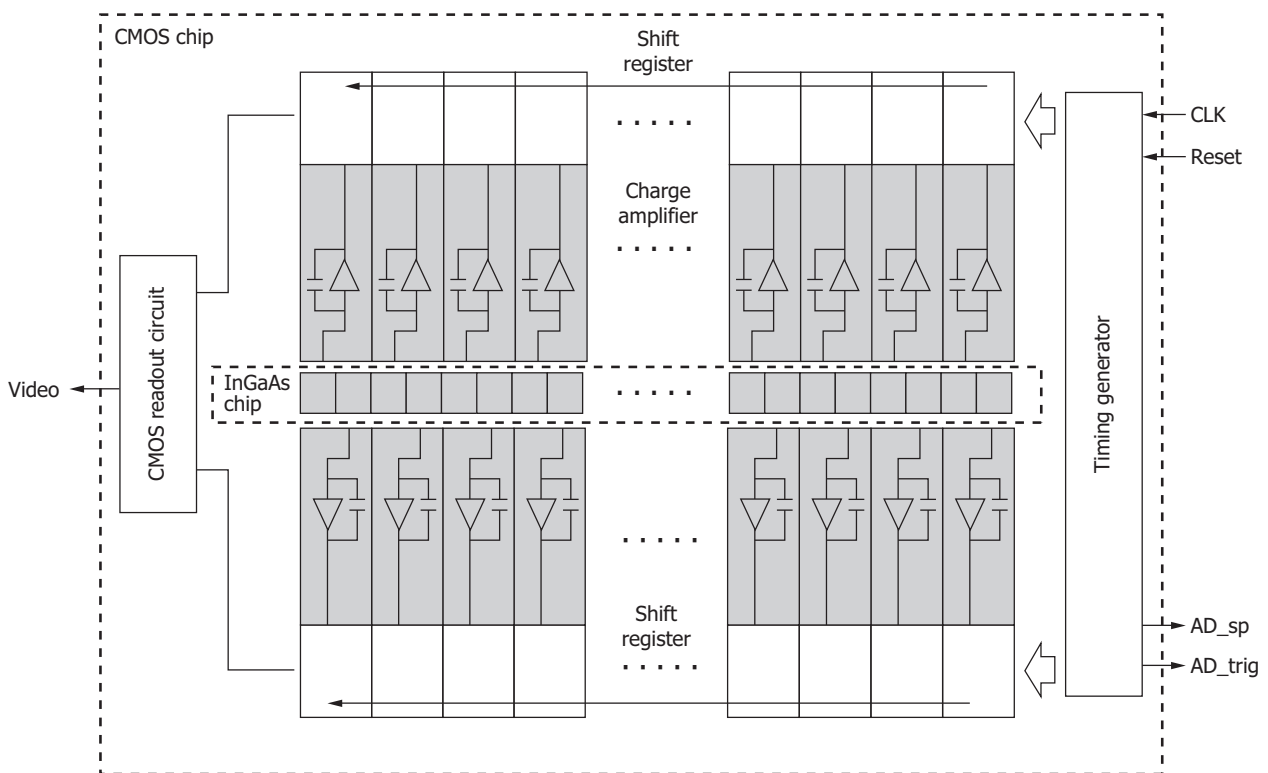 CMOS chip
Shift
register
CLK
Reset
Charge
amplifier
CMOS readout circuit
Video
InGaAs
chip
Timing generator
Shift
register
AD_sp
AD_trig